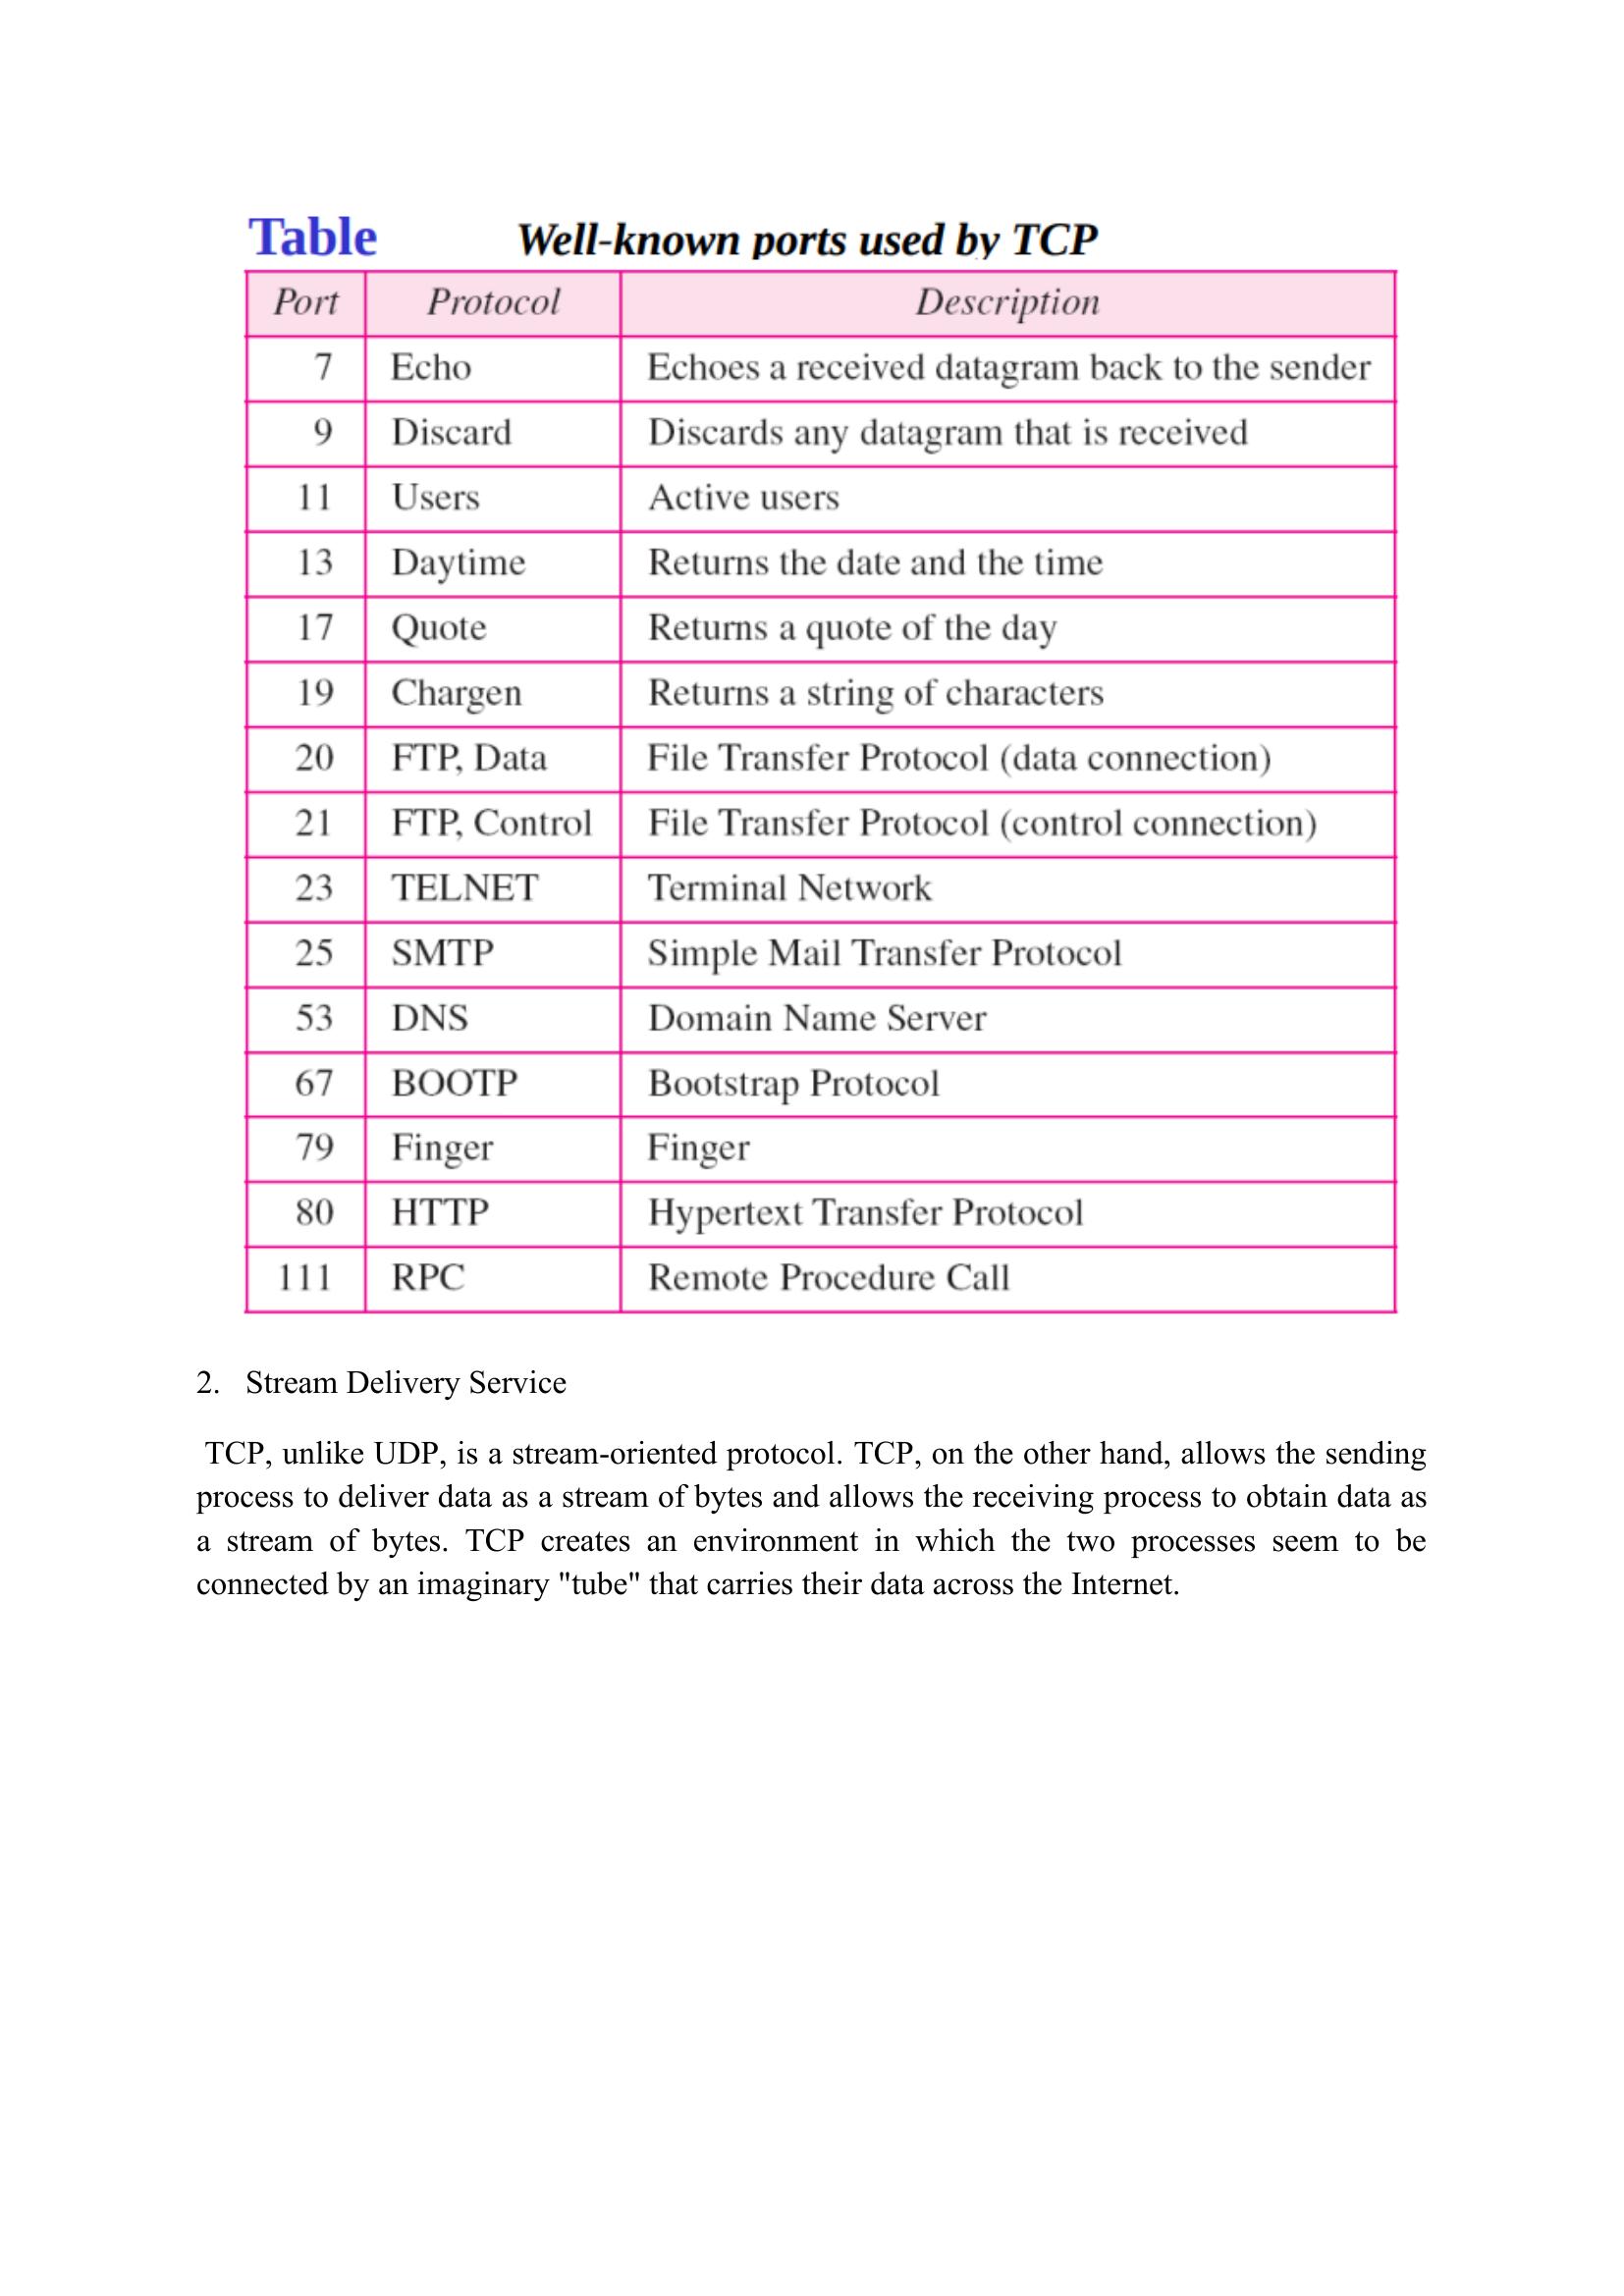 Table Well-known ports used by TCP
Port Protocol Description
7 Echo Echoes a received datagram back to the sender
9 Discard Discards any datagram that is received
11 Users Active users
13 Daytime Returns the date and the time
17 Quote Returns a quote of the day
19 Chargen Returns a string of characters
20 FTP, Data File Transfer Protocol (data connection)
21 FTP, Control File Transfer Protocol (control connection)
23 TELNET Terminal Network
25 SMTP Simple Mail Transfer Protocol
53 DNS Domain Name Server
67 BOOTP Bootstrap Protocol
79 Finger Finger
80 HTTP Hypertext Transfer Protocol
111 RPC Remote Procedure Call
2. Stream Delivery Service
TCP, unlike UDP, is a stream-oriented protocol. TCP, on the other hand, allows the sending
process to deliver data as a stream of bytes and allows the receiving process to obtain data as
a stream of bytes. TCP creates an environment in which the two processes seem to be
connected by an imaginary "tube" that carries their data across the Internet.